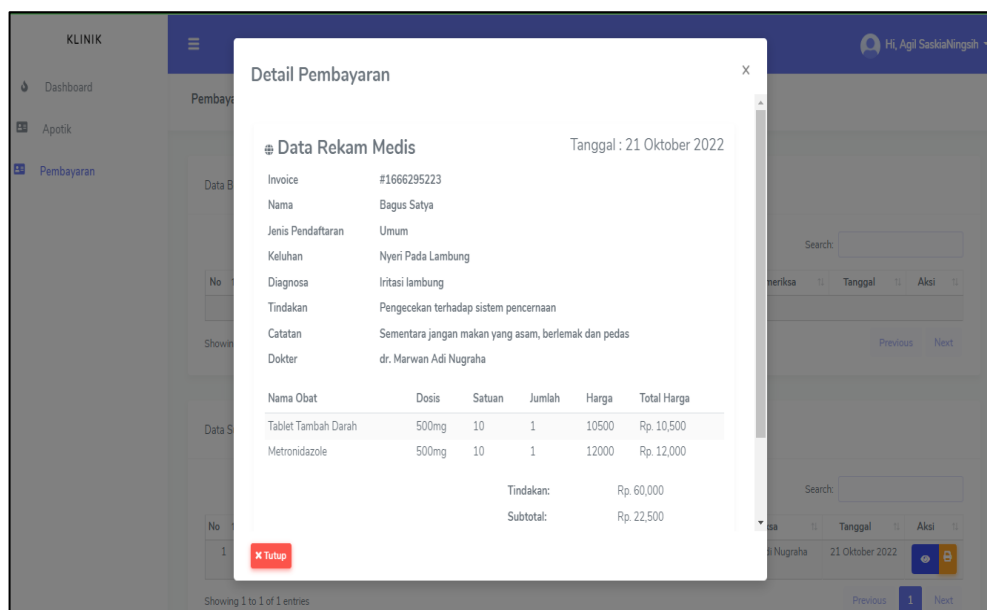 KLINIK
Hi, Agil SaskiaNingsih
Dashboard
Apotik
Pembayaran
Detail Pembayaran
X
Data Rekam Medis
Tanggal : 21 Oktober 2022
Invoice #1666295223
Nama Bagus Satya
Jenis Pendaftaran Umum
Keluhan Nyeri Pada Lambung
Diagnosa Iritasi lambung
Tindakan Pengecekan terhadap sistem pencernaan
Catatan Sementara jangan makan yang asam, berlemak dan pedas
Dokter dr. Marwan Adi Nugraha
Nama Obat Dosis Satuan Jumlah Harga Total Harga
Tablet Tambah Darah 500mg 10 1 10500 Rp. 10,500
Metronidazole 500mg 10 1 12000 Rp. 12,000
Tindakan: Rp. 60,000
Subtotal: Rp. 22,500
Tutup
Data
Search:
No Tanggal Aksi
Previous Next
Data
Search:
No Tanggal Aksi
1 Nugraha 21 Oktober 2022
Showing 1 to 1 of 1 entries
Previous 1 Next